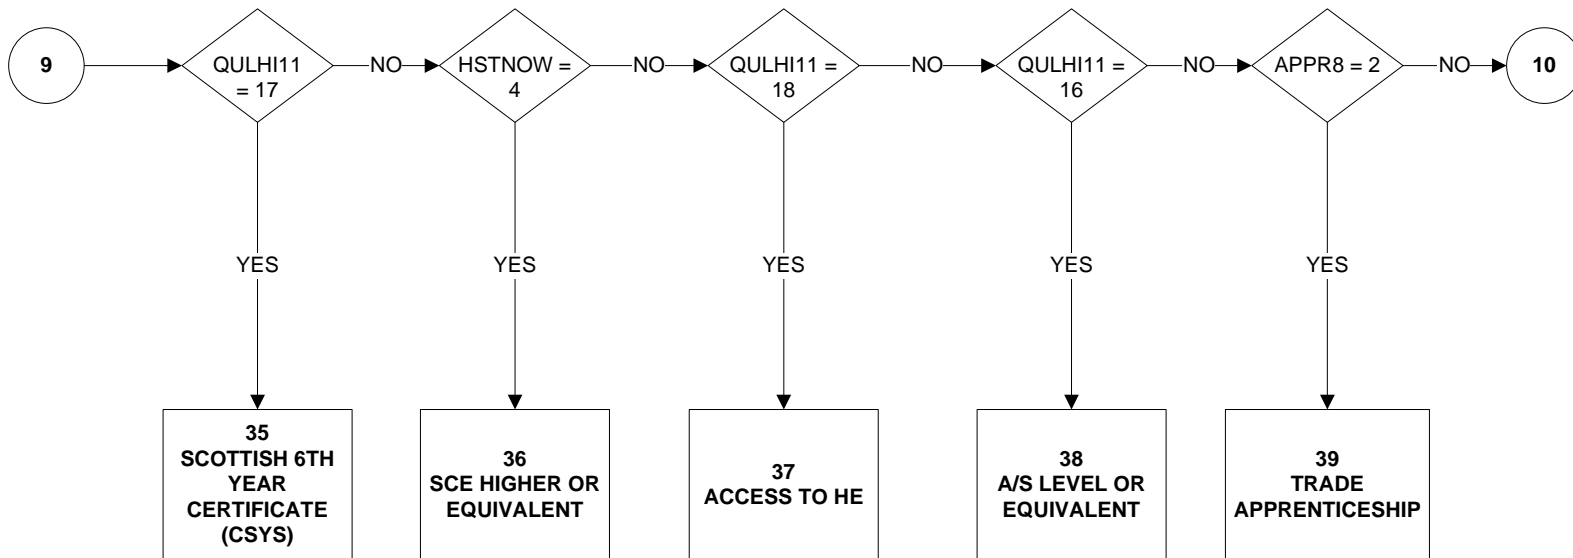 9
QULHI11
= 17
NO
HSTNOW =
4
NO
QULHI11 =
18
NO
QULHI11 =
16
NO
APPR8 = 2
NO
10
YES
YES
YES
YES
YES
35
SCOTTISH 6TH
YEAR
CERTIFICATE
(CSYS)
36
SCE HIGHER OR
EQUIVALENT
37
ACCESS TO HE
38
A/S LEVEL OR
EQUIVALENT
39
TRADE
APPRENTICESHIP